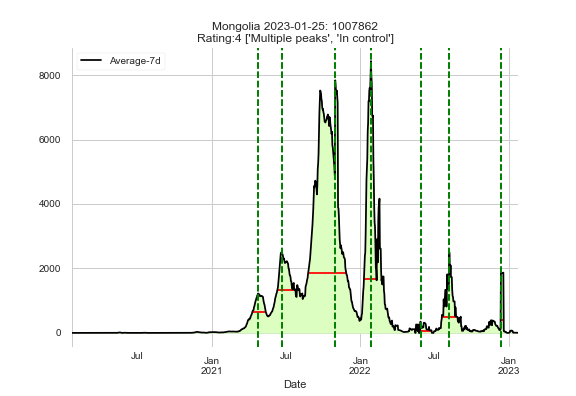 Mongolia 2023-01-25: 1007862
Rating:4 ['Multiple peaks', 'In control']
Average-7d
8000
6000
4000
2000
0
Jul
Jan
2021
Jul
Jan
2022
Jul
Jan
2023
Date